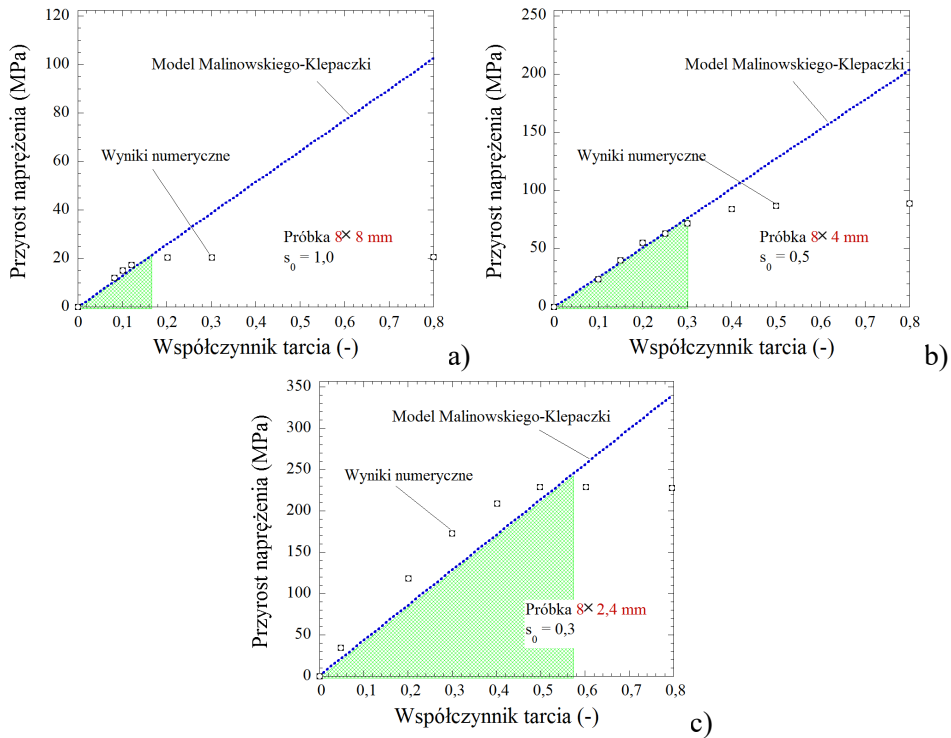 120
100
80
60
40
20
0
Przyrost naprężenia (MPa)
Model Malinowskiego-Klepaczki
Wyniki numeryczne
Próbka 8× 8 mm
s0 = 1,0
0 0,1 0,2 0,3 0,4 0,5 0,6 0,7 0,8
Współczynnik tarcia (-)
a)
250
200
150
100
50
0
Przyrost naprężenia (MPa)
Model Malinowskiego-Klepaczki
Wyniki numeryczne
Próbka 8× 4 mm
s0 = 0,5
0 0,1 0,2 0,3 0,4 0,5 0,6 0,7 0,8
Współczynnik tarcia (-)
b)
350
300
250
200
150
100
50
0
Przyrost naprężenia (MPa)
Model Malinowskiego-Klepaczki
Wyniki numeryczne
Próbka 8× 2,4 mm
s0 = 0,3
0 0,1 0,2 0,3 0,4 0,5 0,6 0,7 0,8
Współczynnik tarcia (-)
c)